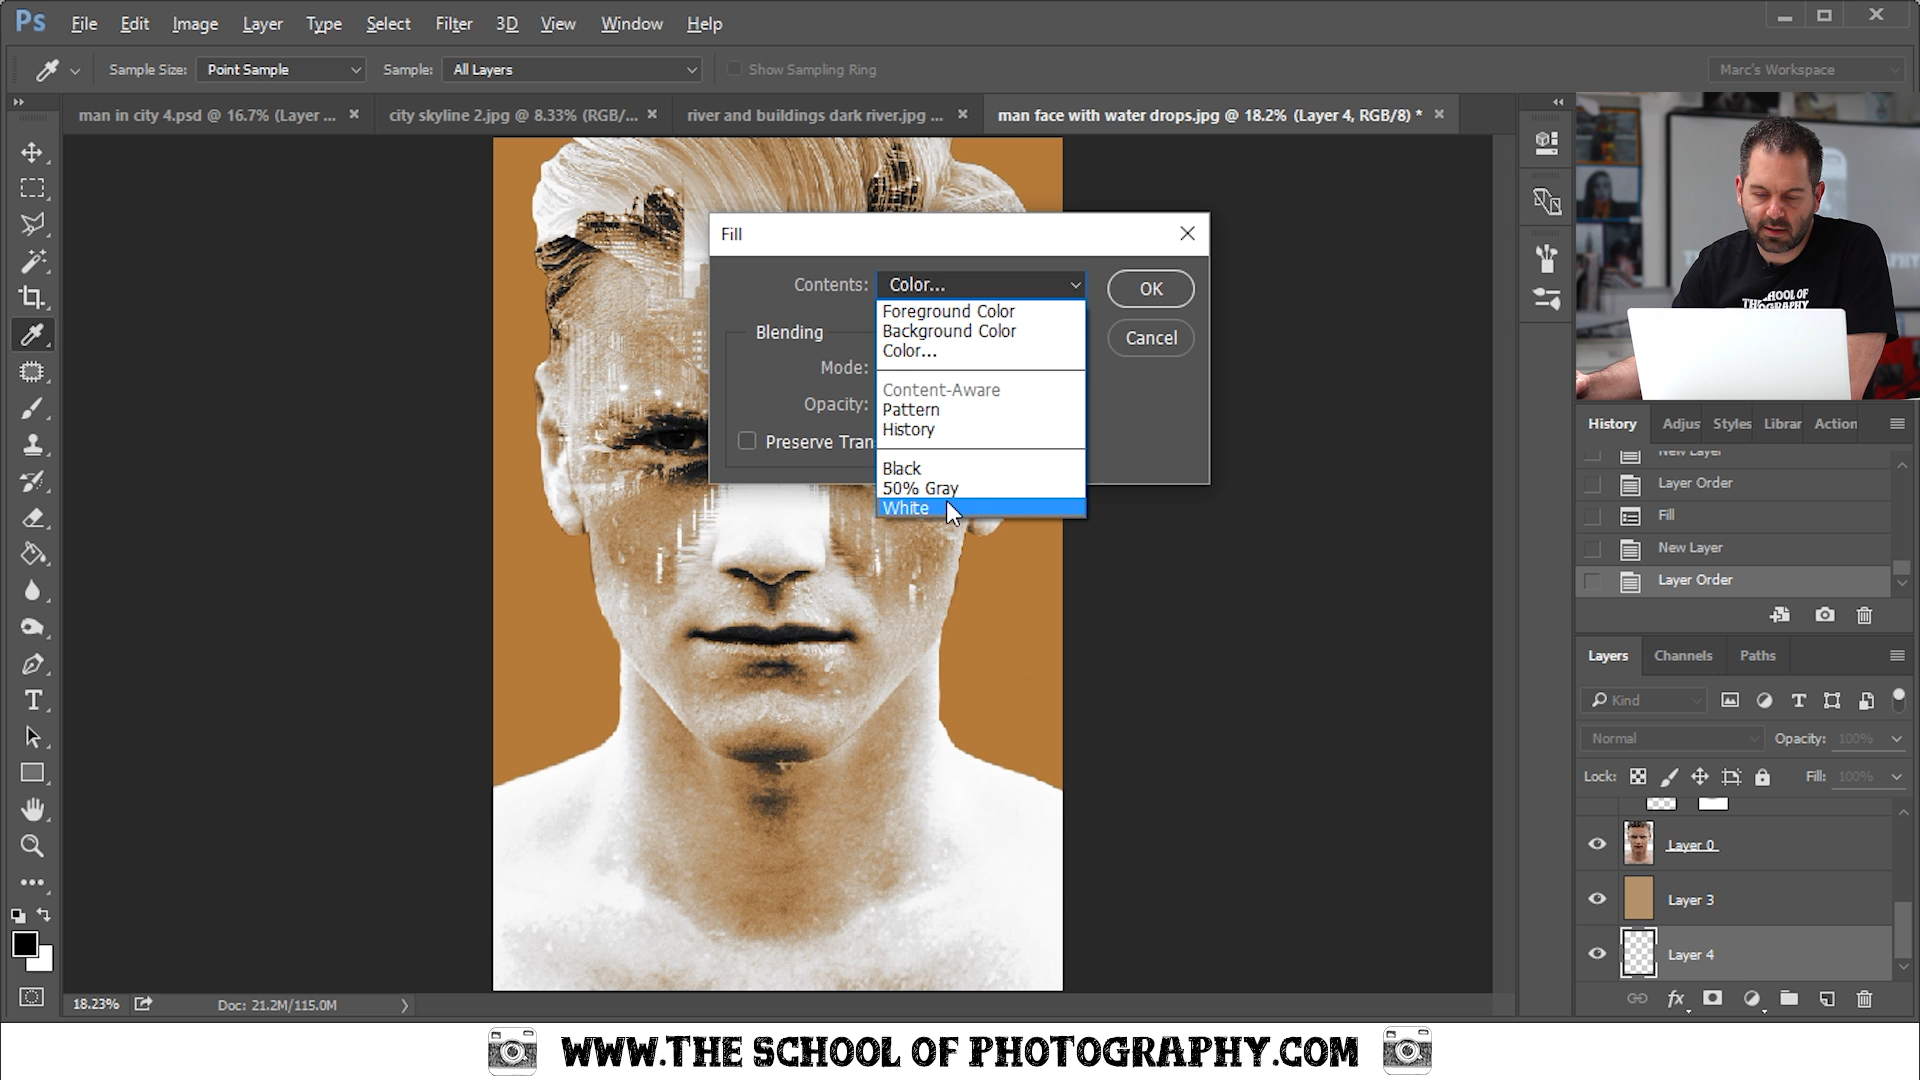 Ps File Edit Image Layer Type Select Filter 3D View Window Help
Sample Size: Point Sample Sample: All Layers Show Sampling Ring Marc's Workspace
man in city 4.psd @ 16.7% (Layer ... city skyline 2.jpg @ 8.33% (RGB/... river and buildings dark river.jpg ... man face with water drops.jpg @ 18.2% (Layer 4, RGB/8) *
Fill
Contents: Color... OK
Foreground Color
Background Color
Color...
Blending
Cancel
Mode:
Content-Aware
Opacity:
Pattern
History
Preserve Tran
Black
50% Gray
White
THE SCHOOL OF
History Adjus Styles Librar Action
New Layer
Layer Order
Fill
New Layer
Layer Order
Layers Channels Paths
Kind
Normal Opacity: 100%
Lock: Fill: 100%
Layer 0
Layer 3
Layer 4
fx
18.23% Doc: 21.2M/115.0M
WWW.THE SCHOOL OF PHOTOGRAPHY.COM